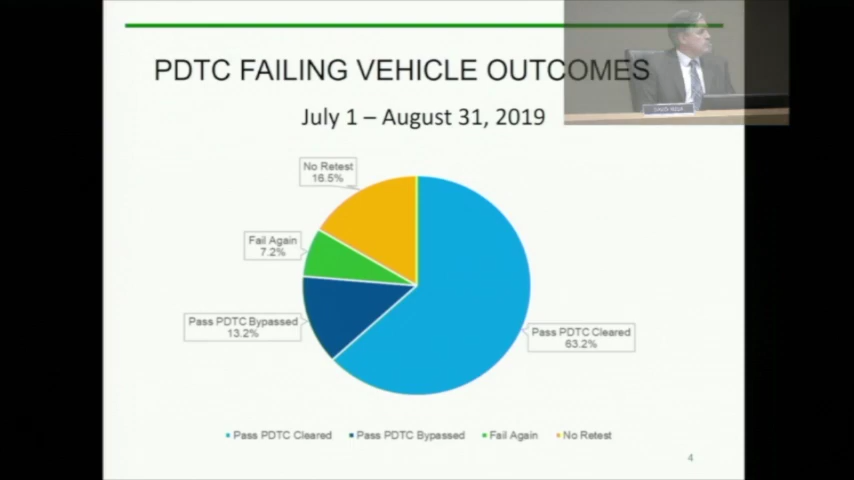 PDTC FAILING VEHICLE OUTCOMES
July 1 – August 31, 2019
No Retest
16.5%
Fail Again
7.2%
Pass PDTC Bypassed
13.2%
Pass PDTC Cleared
63.2%
Pass PDTC Cleared Pass PDTC Bypassed Fail Again No Retest
4